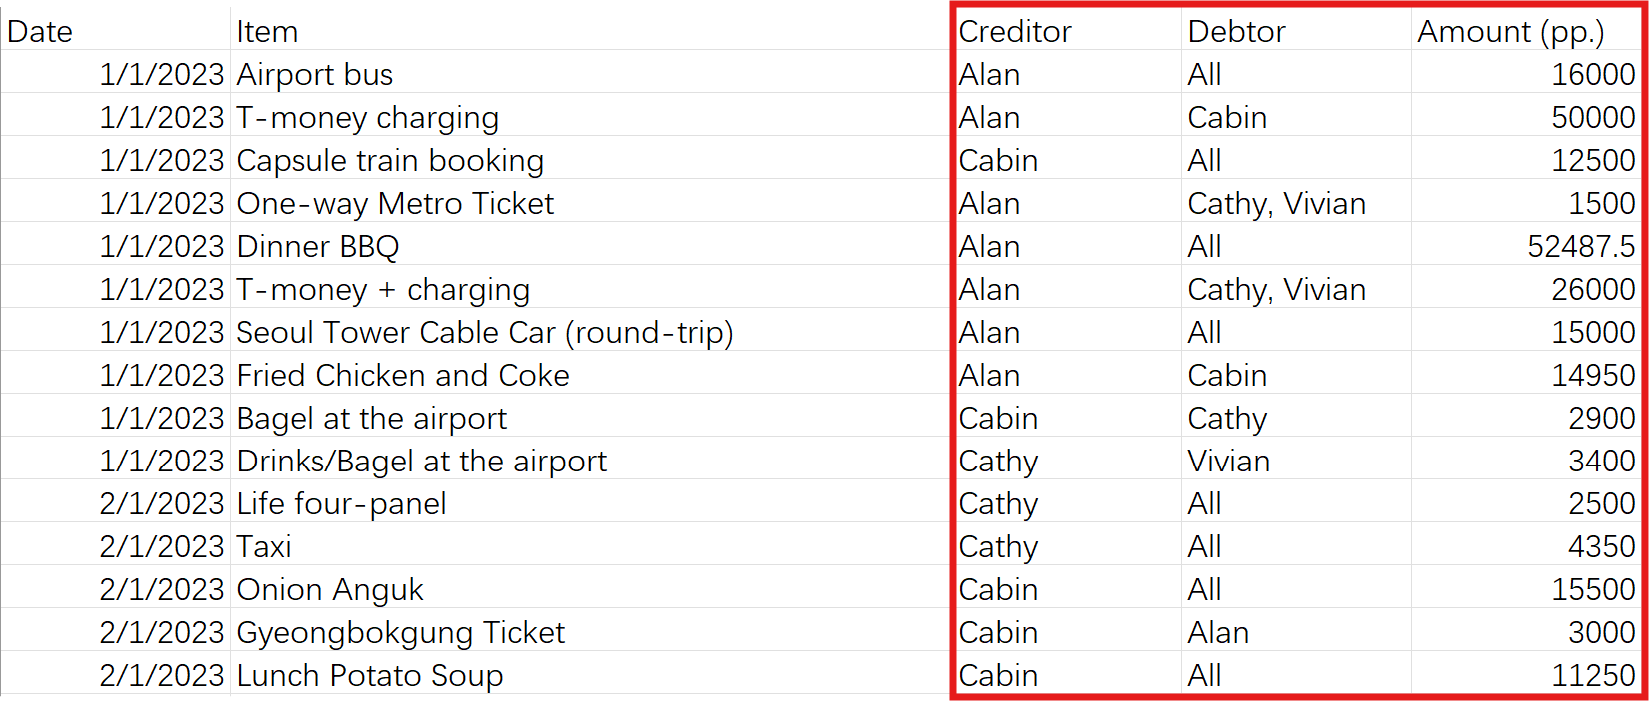 Date Item Creditor Debtor Amount (pp.)
1/1/2023 Airport bus Alan All 16000
1/1/2023 T-money charging Alan Cabin 50000
1/1/2023 Capsule train booking Cabin All 12500
1/1/2023 One-way Metro Ticket Alan Cathy, Vivian 1500
1/1/2023 Dinner BBQ Alan All 52487.5
1/1/2023 T-money + charging Alan Cathy, Vivian 26000
1/1/2023 Seoul Tower Cable Car (round-trip) Alan All 15000
1/1/2023 Fried Chicken and Coke Alan Cabin 14950
1/1/2023 Bagel at the airport Cabin Cathy 2900
1/1/2023 Drinks/Bagel at the airport Cathy Vivian 3400
2/1/2023 Life four-panel Cathy All 2500
2/1/2023 Taxi Cathy All 4350
2/1/2023 Onion Anguk Cabin All 15500
2/1/2023 Gyeongbokgung Ticket Cabin Alan 3000
2/1/2023 Lunch Potato Soup Cabin All 11250